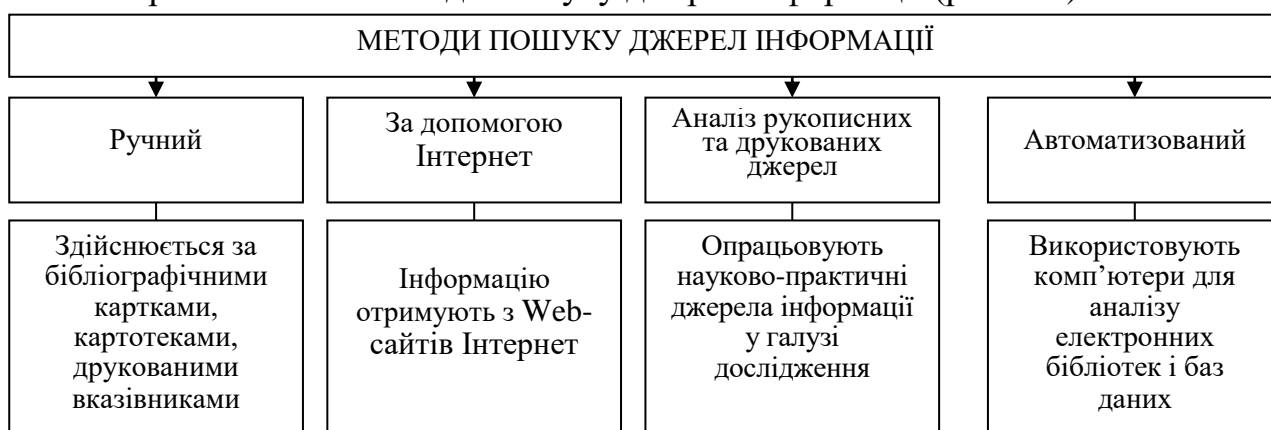 МЕТОДИ ПОШУКУ ДЖЕРЕЛ ІНФОРМАЦІЇ
Ручний
За допомогою
Інтернет
Аналіз рукописних
та друкованих
джерел
Автоматизований
Здійснюється за
бібліографічними
картками,
картотеками,
друкованими
вказівниками
Інформацію
отримують з Web-
сайтів Інтернет
Опрацьовують
науково-практичні
джерела інформації
у галузі
дослідження
Використовують
комп’ютери для
аналізу
електронних
бібліотек і баз
даних